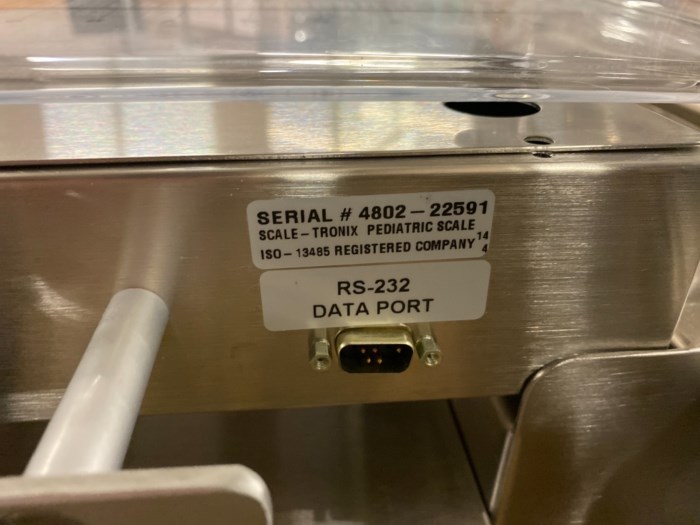 SERIAL # 4802-22591
SCALE-TRONIX PEDIATRIC SCALE 14
ISO-13485 REGISTERED COMPANY 4
RS-232
DATA PORT